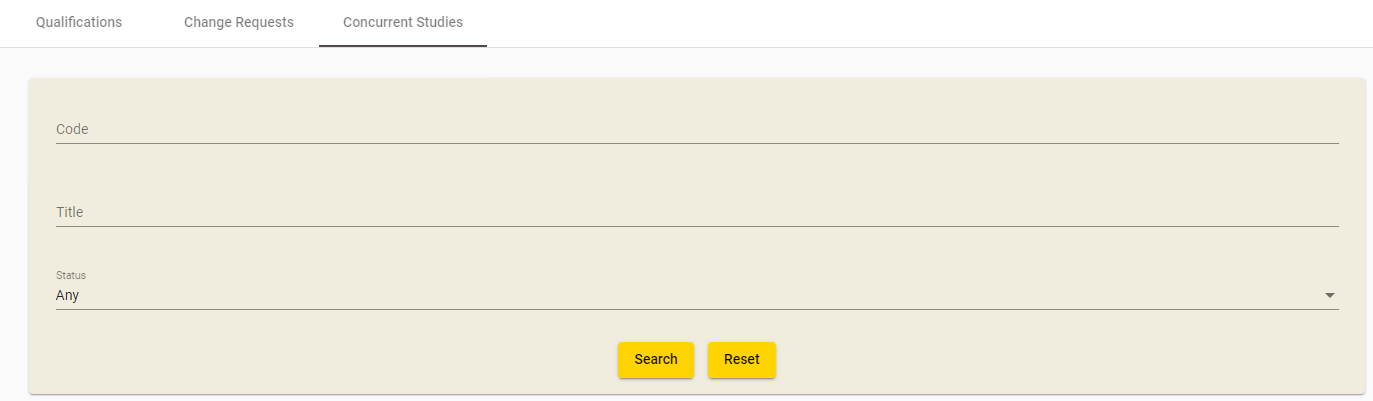 Qualifications Change Requests Concurrent Studies
Code
Title
Status
Any
Search Reset